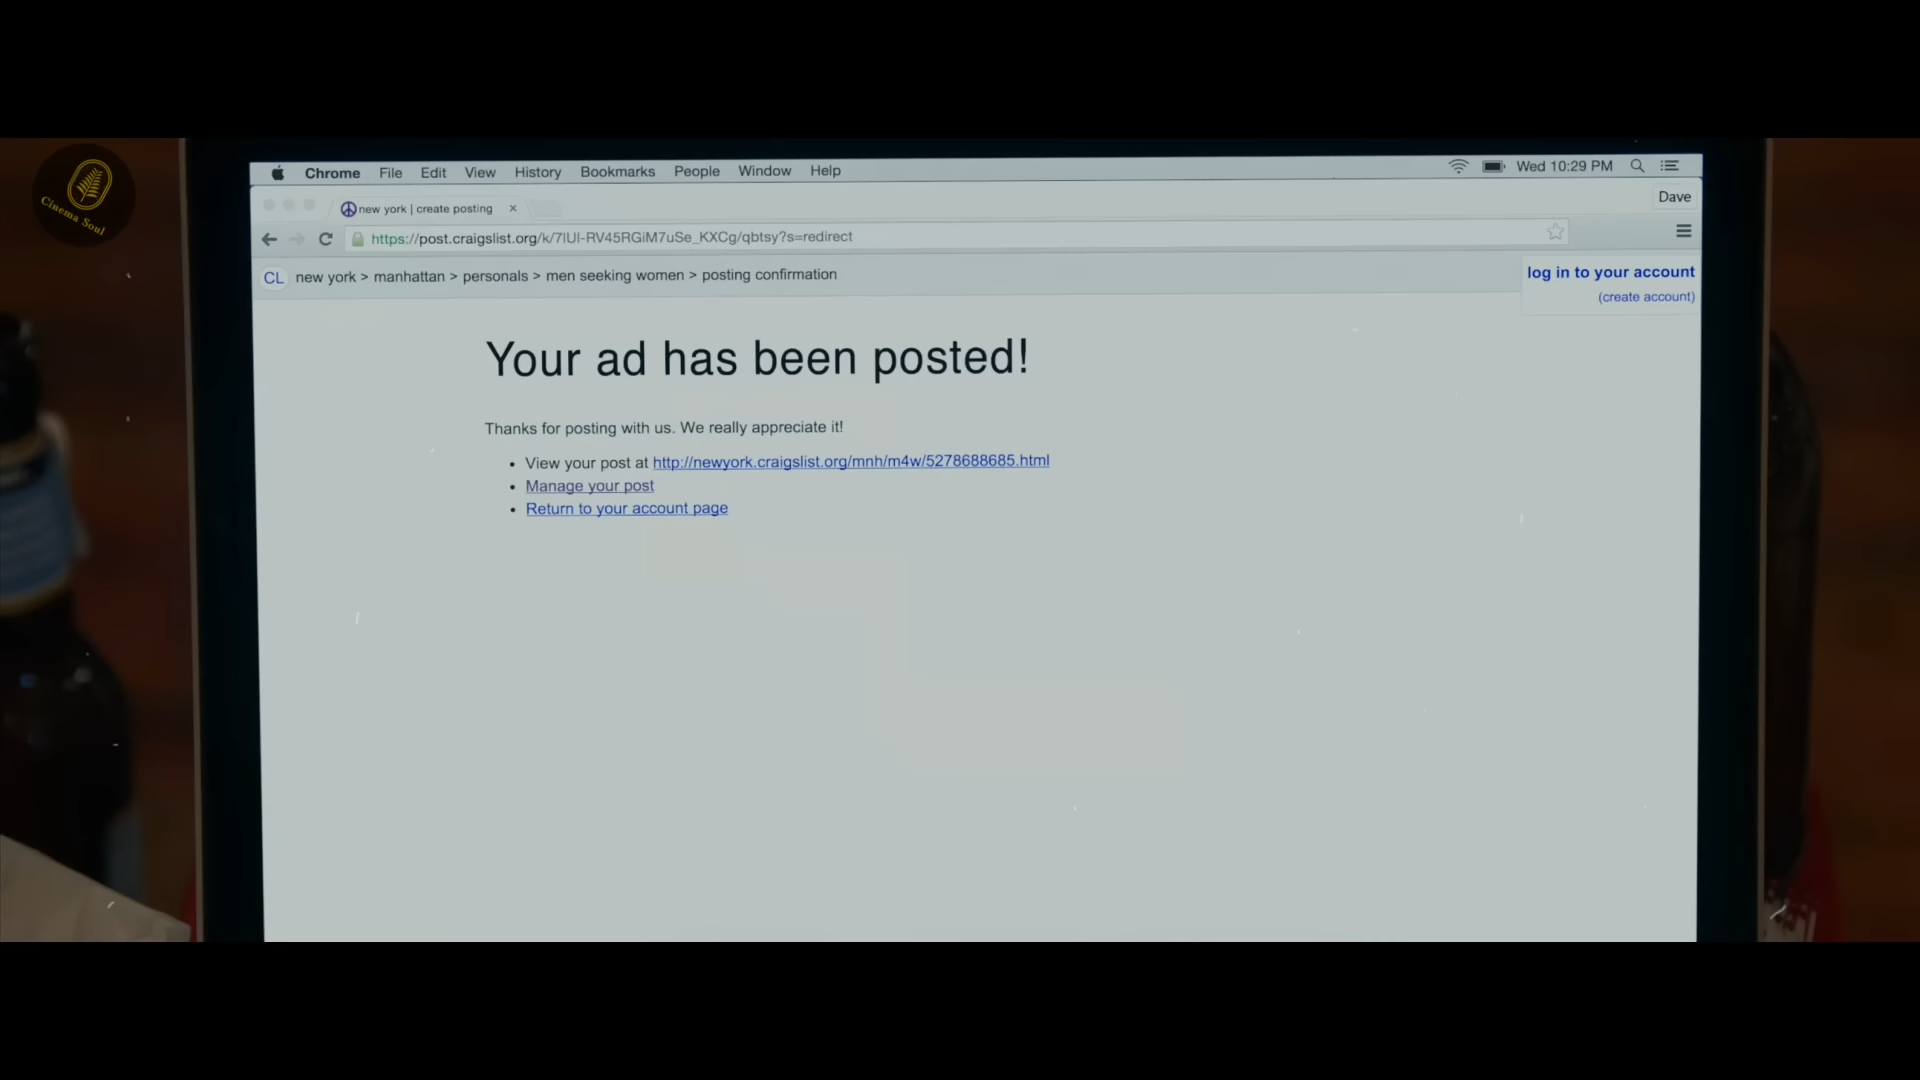 Cinema Soul
Chrome File Edit View History Bookmarks People Window Help Wed 10:29 PM
new york | create posting × Dave
https://post.craigslist.org/k/7lUl-RV45RGiM7uSe_KXCg/qbtsy?s=redirect
CL new york > manhattan > personals > men seeking women > posting confirmation
log in to your account
(create account)
Your ad has been posted!
Thanks for posting with us. We really appreciate it!
• View your post at http://newyork.craigslist.org/mnh/m4w/5278688685.html
• Manage your post
• Return to your account page